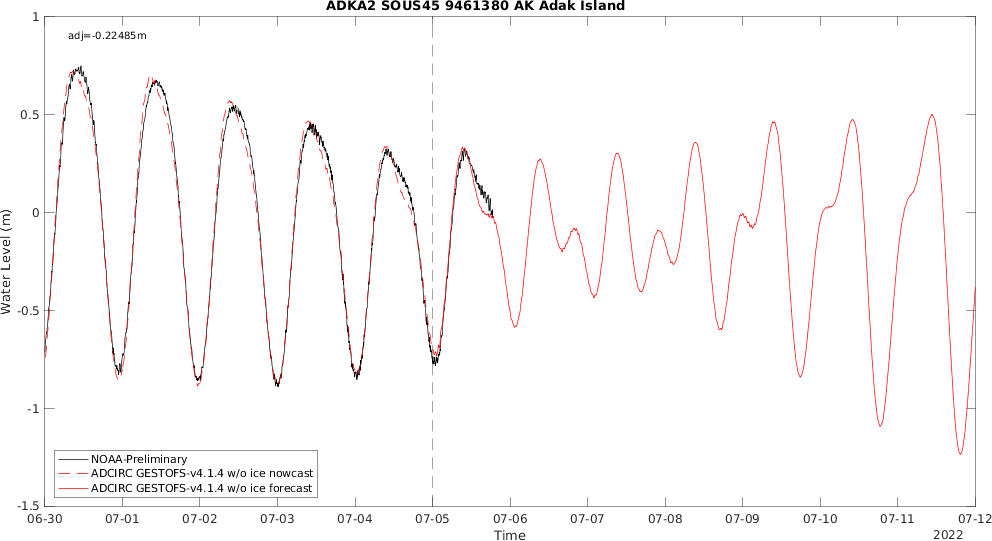 ADKA2 SOUS45 9461380 AK Adak Island
adj=-0.22485m
1
0.5
0
-0.5
-1
-1.5
Water Level (m)
NOAA-Preliminary
ADCIRC GESTOFS-v4.1.4 w/o ice nowcast
ADCIRC GESTOFS-v4.1.4 w/o ice forecast
06-30 07-01 07-02 07-03 07-04 07-05 07-06 07-07 07-08 07-09 07-10 07-11 07-12
Time
2022